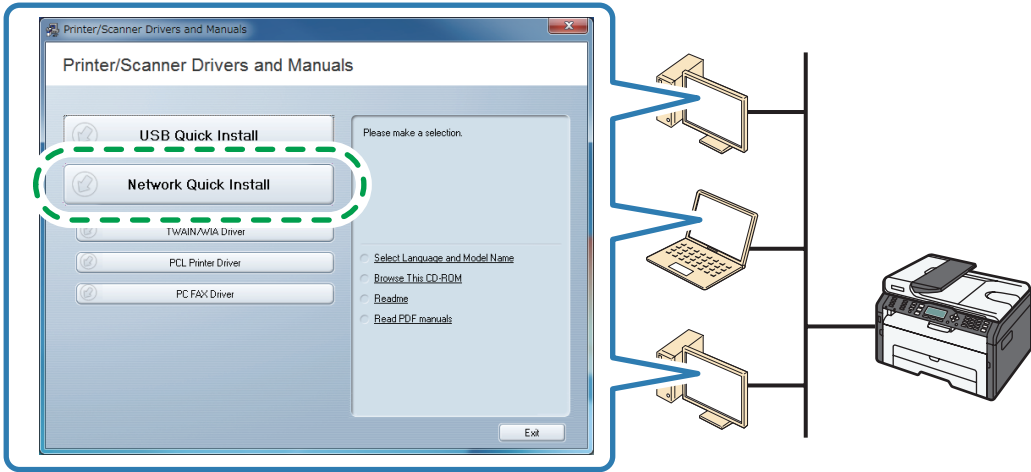 Printer/Scanner Drivers and Manuals
Printer/Scanner Drivers and Manuals
USB Quick Install
Network Quick Install
TWAIN/WIA Driver
PCL Printer Driver
PC FAX Driver
Please make a selection.
Select Language and Model Name
Browse This CD-ROM
Readme
Read PDF manuals
Exit